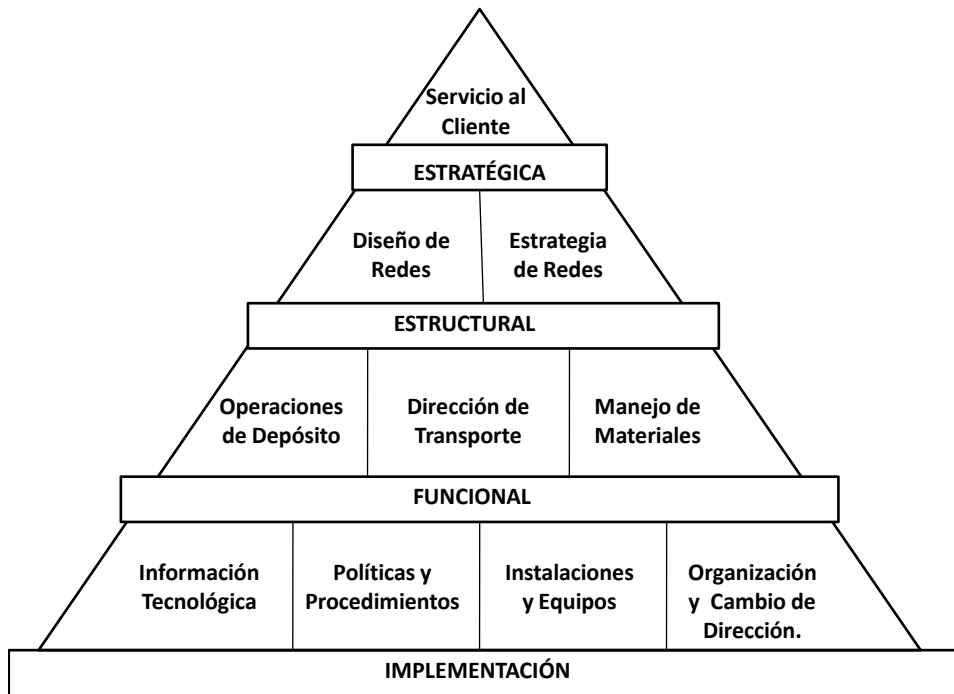 Servicio al
Cliente
ESTRATÉGICA
Diseño de
Redes
Estrategia
de Redes
ESTRUCTURAL
Operaciones
de Depósito
Dirección de
Transporte
Manejo de
Materiales
FUNCIONAL
Información
Tecnológica
Políticas y
Procedimientos
Instalaciones
y Equipos
Organización
y Cambio de
Dirección.
IMPLEMENTACIÓN